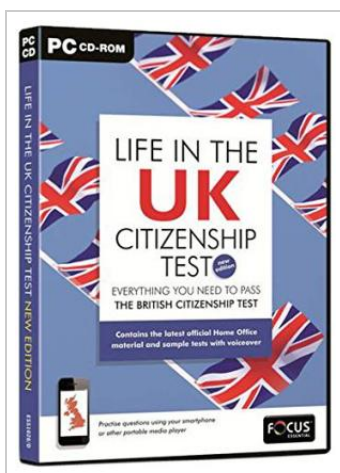 PC
CD
PC CD-ROM
LIFE IN THE UK CITIZENSHIP TEST NEW EDITION
LIFE IN THE
UK
CITIZENSHIP
TEST
new
edition
EVERYTHING YOU NEED TO PASS
THE BRITISH CITIZENSHIP TEST
Contains the latest official Home Office
material and sample tests with voiceover
Practise questions using your smartphone
or other portable media player
FOCUS
ESSENTIAL